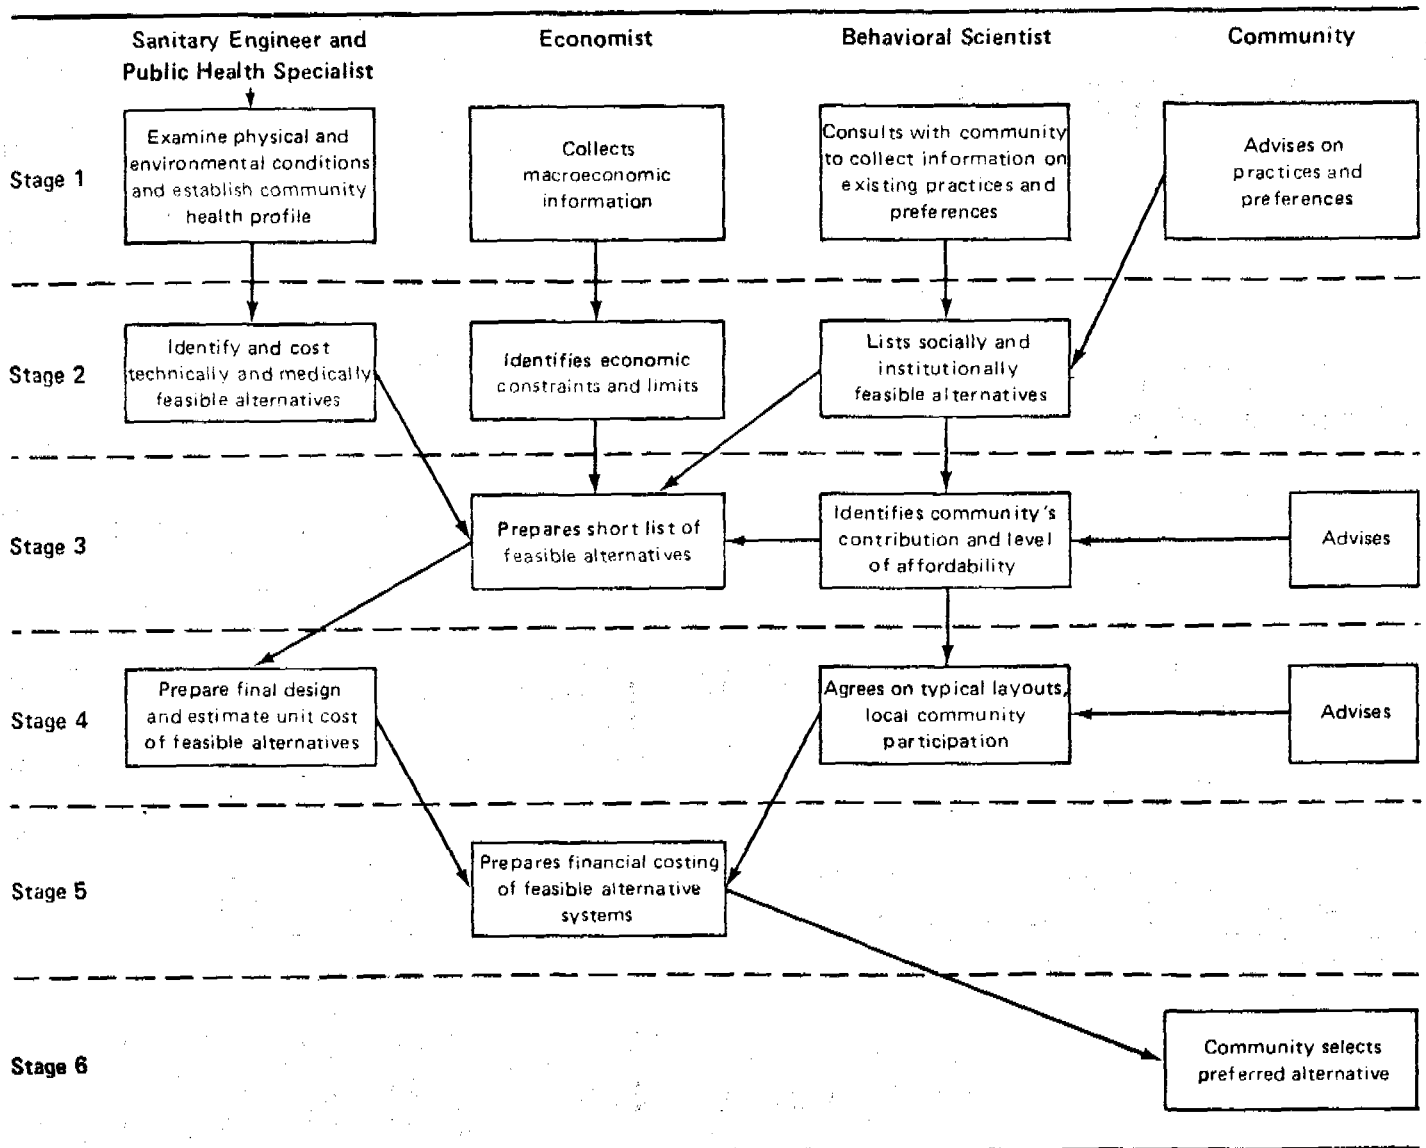 Sanitary Engineer and
Public Health Specialist
Economist
Behavioral Scientist
Community
Stage 1
Examine physical and
environmental conditions
and establish community
health profile
Collects
macroeconomic
information
Consults with community
to collect information on
existing practices and
preferences
Advises on
practices and
preferences
Stage 2
Identify and cost
technically and medically
feasible alternatives
Identifies economic
constraints and limits
Lists socially and
institutionally
feasible alternatives
Stage 3
Prepares short list of
feasible alternatives
Identifies community's
contribution and level
of affordability
Advises
Stage 4
Prepare final design
and estimate unit cost
of feasible alternatives
Agrees on typical layouts,
local community
participation
Advises
Stage 5
Prepares financial costing
of feasible alternative
systems
Stage 6
Community selects
preferred alternative